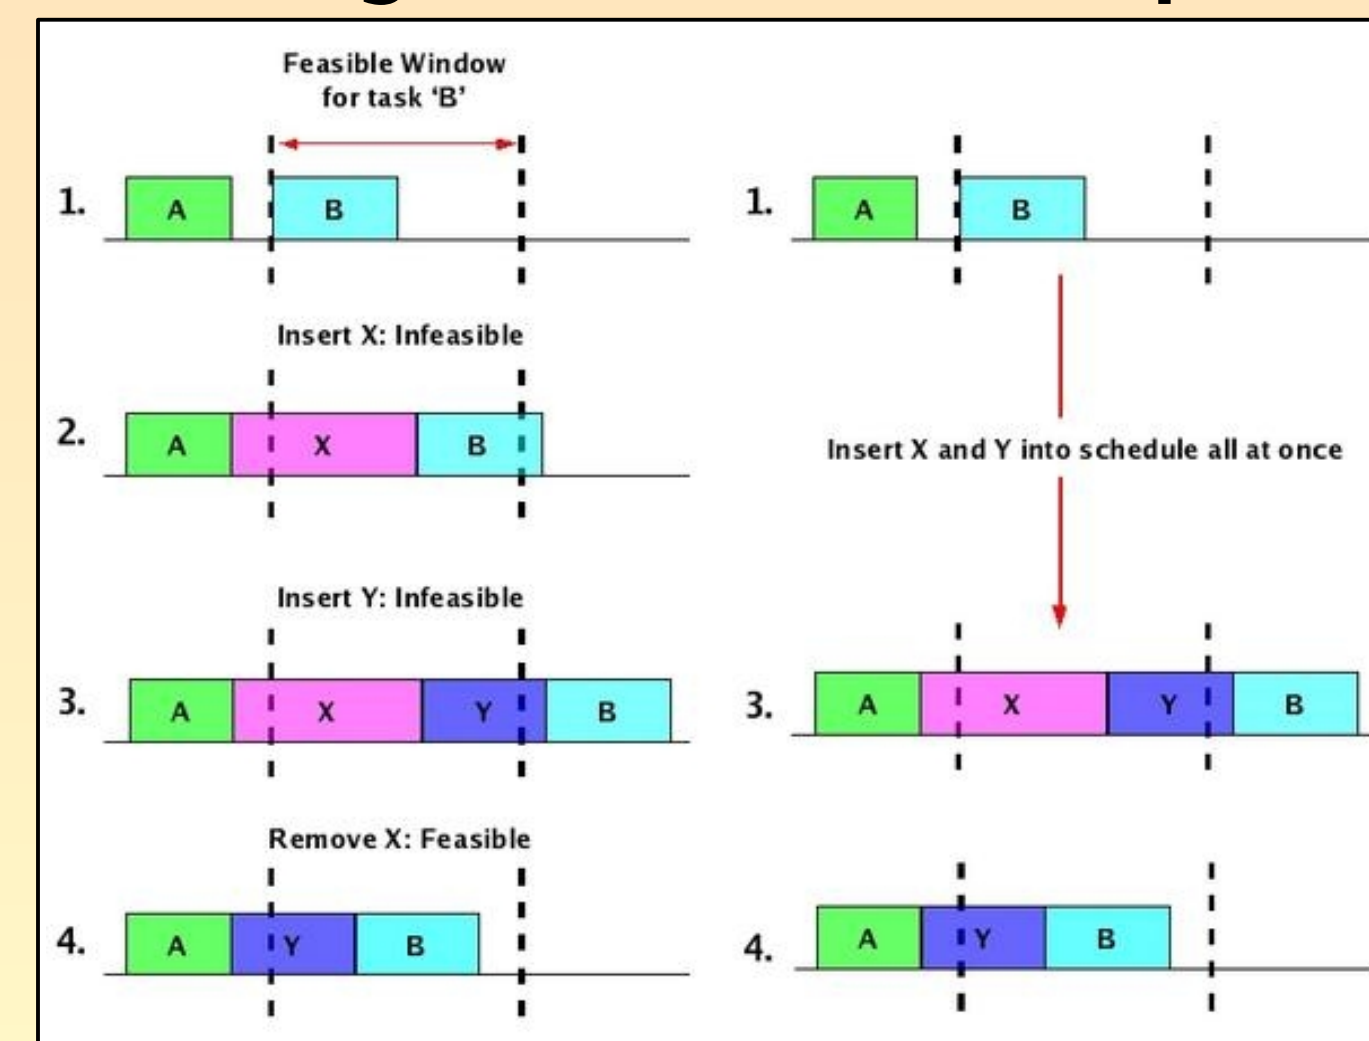 Feasible Window
for task ‘B’
1.
A
B
Insert X: Infeasible
2.
A
X
B
Insert Y: Infeasible
3.
A
X
Y
B
Remove X: Feasible
4.
A
Y
B
1.
A
B
Insert X and Y into schedule all at once
3.
A
X
Y
B
4.
A
Y
B